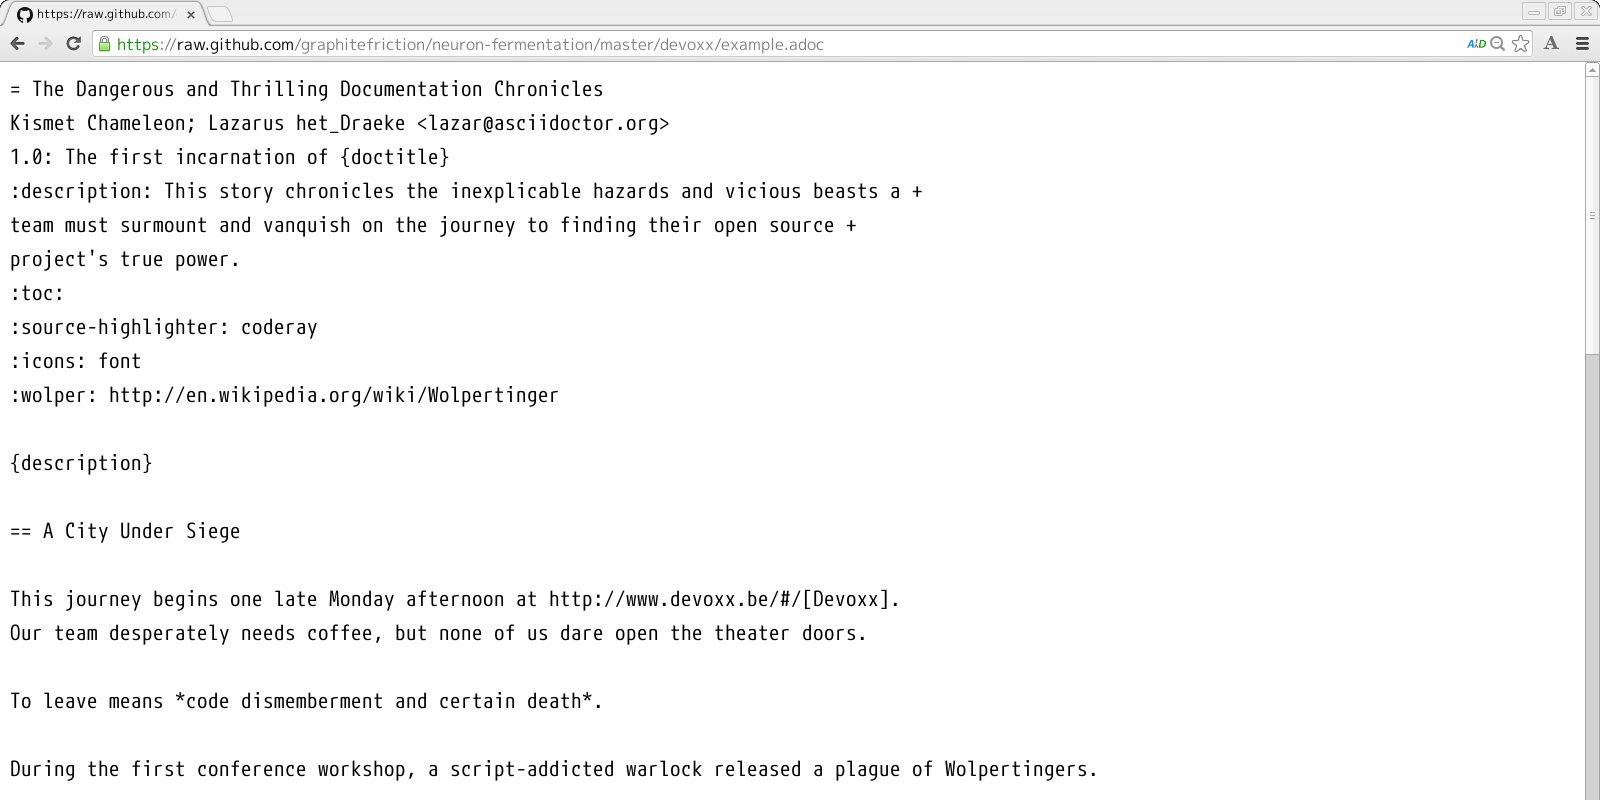 https://raw.github.com/
https://raw.github.com/graphitefriction/neuron-fermentation/master/devoxx/example.adoc
A!D
A
= The Dangerous and Thrilling Documentation Chronicles
Kismet Chameleon; Lazarus het_Draeke <lazar@asciidoctor.org>
1.0: The first incarnation of {doctitle}
:description: This story chronicles the inexplicable hazards and vicious beasts a +
team must surmount and vanquish on the journey to finding their open source +
project's true power.
:toc:
:source-highlighter: coderay
:icons: font
:wolper: http://en.wikipedia.org/wiki/Wolpertinger
{description}
== A City Under Siege
This journey begins one late Monday afternoon at http://www.devoxx.be/#/[Devoxx].
Our team desperately needs coffee, but none of us dare open the theater doors.
To leave means *code dismemberment and certain death*.
During the first conference workshop, a script-addicted warlock released a plague of Wolpertingers.